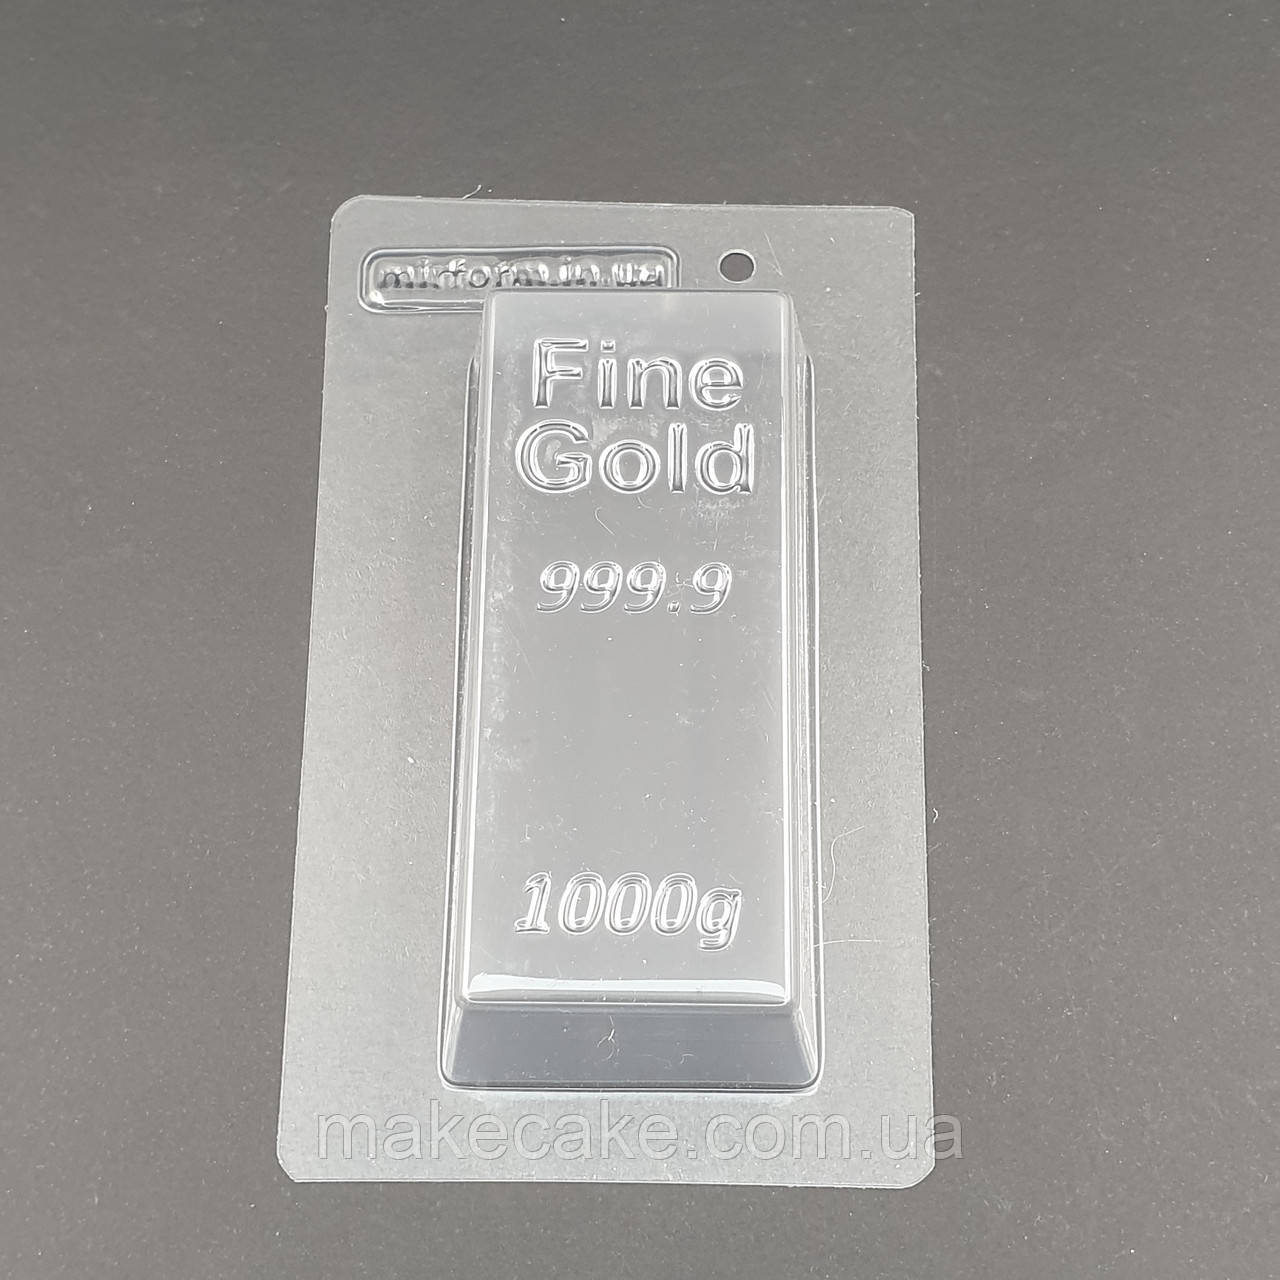 mirform.in.ua
Fine
Gold
999.9
1000g
makecake.com.ua